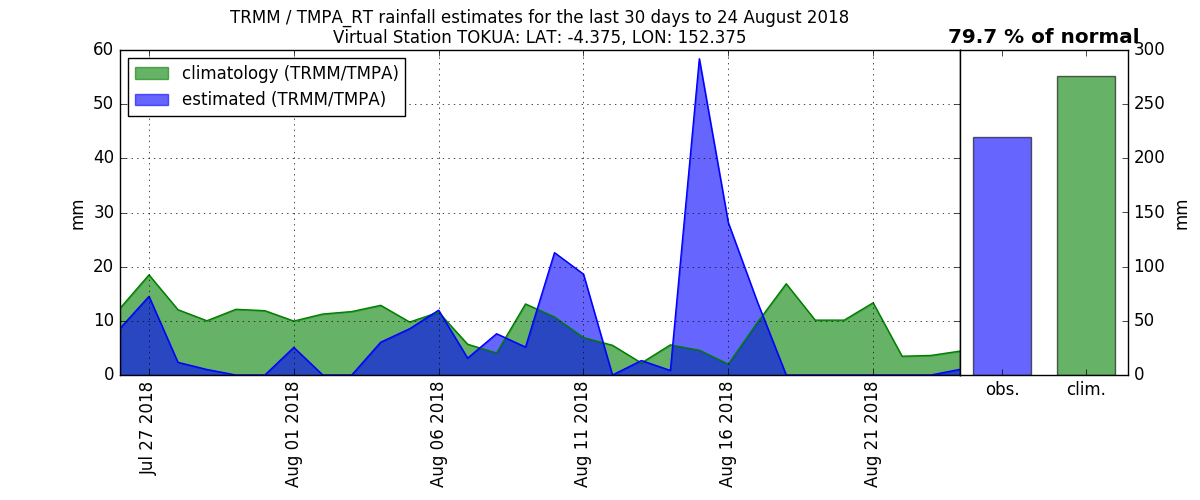 TRMM / TMPA_RT rainfall estimates for the last 30 days to 24 August 2018
Virtual Station TOKUA: LAT: -4.375, LON: 152.375
79.7 % of normal
climatology (TRMM/TMPA)
estimated (TRMM/TMPA)
60
50
40
30
20
10
0
mm
Jul 27 2018
Aug 01 2018
Aug 06 2018
Aug 11 2018
Aug 16 2018
Aug 21 2018
300
250
200
150
100
50
0
mm
obs.
clim.